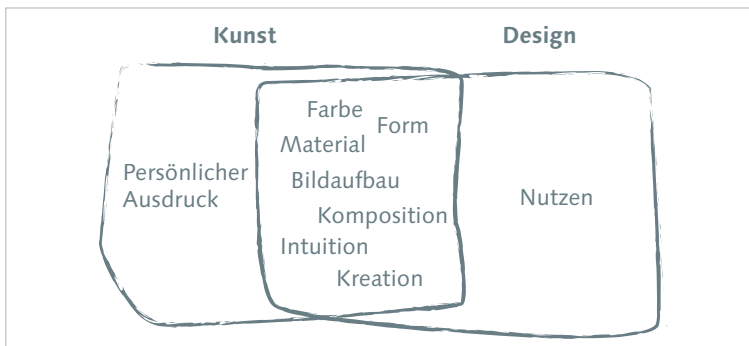 Kunst
Design
Persönlicher
Ausdruck
Farbe
Form
Material
Bildaufbau
Komposition
Intuition
Kreation
Nutzen